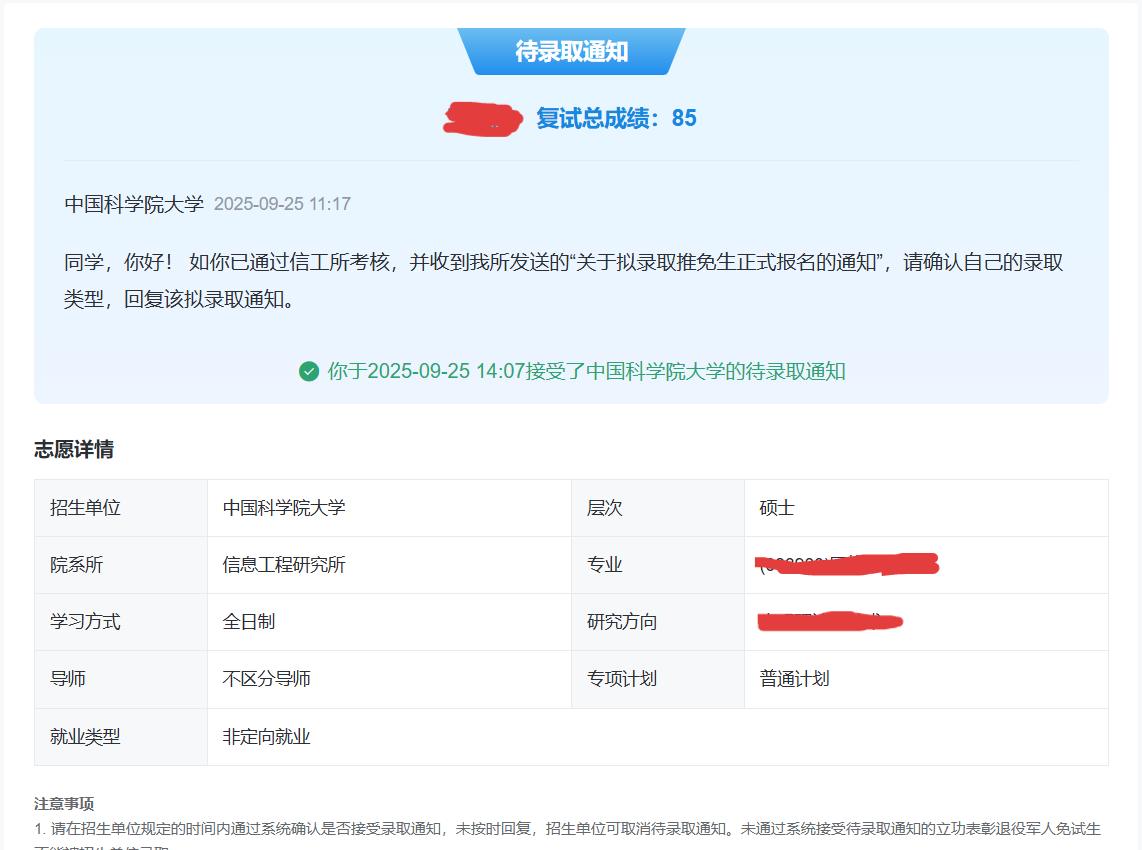 待录取通知
复试总成绩：85
中国科学院大学 2025-09-25 11:17
同学，你好！ 如你已通过信工所考核，并收到我所发送的“关于拟录取推免生正式报名的通知”，请确认自己的录取
类型，回复该拟录取通知。
你于2025-09-25 14:07接受了中国科学院大学的待录取通知
志愿详情
招生单位 中国科学院大学 层次 硕士
院系所 信息工程研究所 专业
学习方式 全日制 研究方向
导师 不区分导师 专项计划 普通计划
就业类型 非定向就业
注意事项
1. 请在招生单位规定的时间内通过系统确认是否接受录取通知，未按时回复，招生单位可取消待录取通知。未通过系统接受待录取通知的立功表彰退役军人免试生